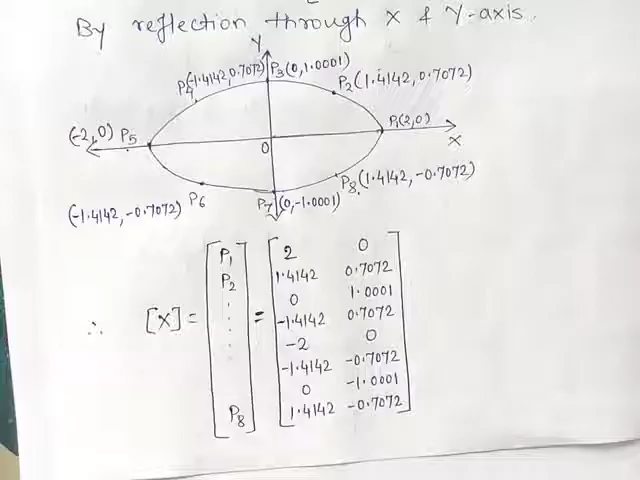 By reflection through X & Y-axis.
Y
P4(-1.4142,0.7072) P3(0,1.0001)
P2(1.4142,0.7072)
(-2,0) P5
P1(2,0)
0
X
P8(1.4142,-0.7072)
(-1.4142,-0.7072) P6
P7(0,-1.0001)
∴ [X] = [P1 P2 ⋮ P8] =
2 0
1.4142 0.7072
0 1.0001
-1.4142 0.7072
-2 0
-1.4142 -0.7072
0 -1.0001
1.4142 -0.7072